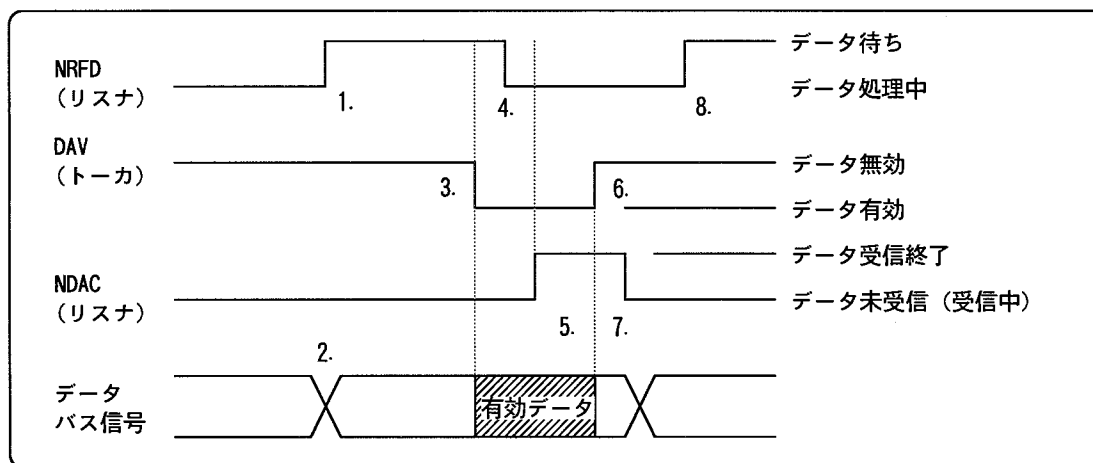 NRFD
(リスナ)
データ待ち
データ処理中
1.
4.
8.
DAV
(トーカ)
データ無効
データ有効
3.
6.
NDAC
(リスナ)
データ受信終了
データ未受信 (受信中)
5.
7.
2.
データ
バス信号
有効データ